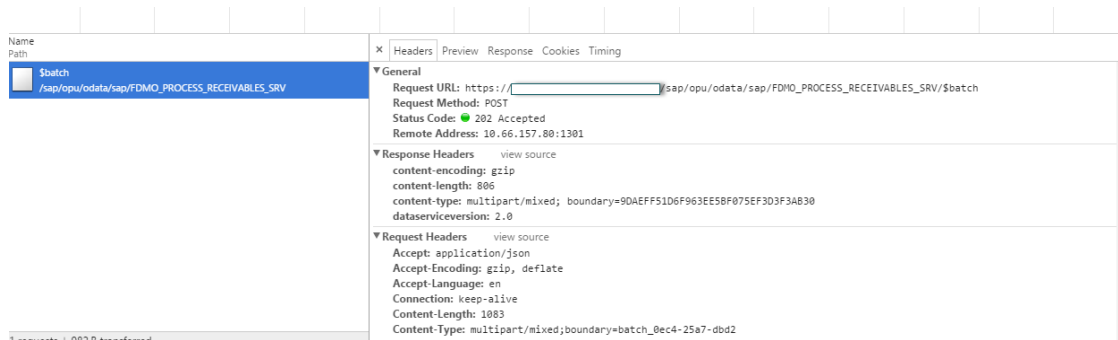 Name
Path
$batch
/sap/opu/odata/sap/FDMO_PROCESS_RECEIVABLES_SRV
× Headers Preview Response Cookies Timing
▼General
Request URL: https:// /sap/opu/odata/sap/FDMO_PROCESS_RECEIVABLES_SRV/$batch
Request Method: POST
Status Code: 202 Accepted
Remote Address: 10.66.157.80:1301
▼Response Headers view source
content-encoding: gzip
content-length: 806
content-type: multipart/mixed; boundary=9DAEFF51D6F963EE5BF075EF3D3F3AB30
dataserviceversion: 2.0
▼Request Headers view source
Accept: application/json
Accept-Encoding: gzip, deflate
Accept-Language: en
Connection: keep-alive
Content-Length: 1083
Content-Type: multipart/mixed;boundary=batch_0ec4-25a7-dbd2